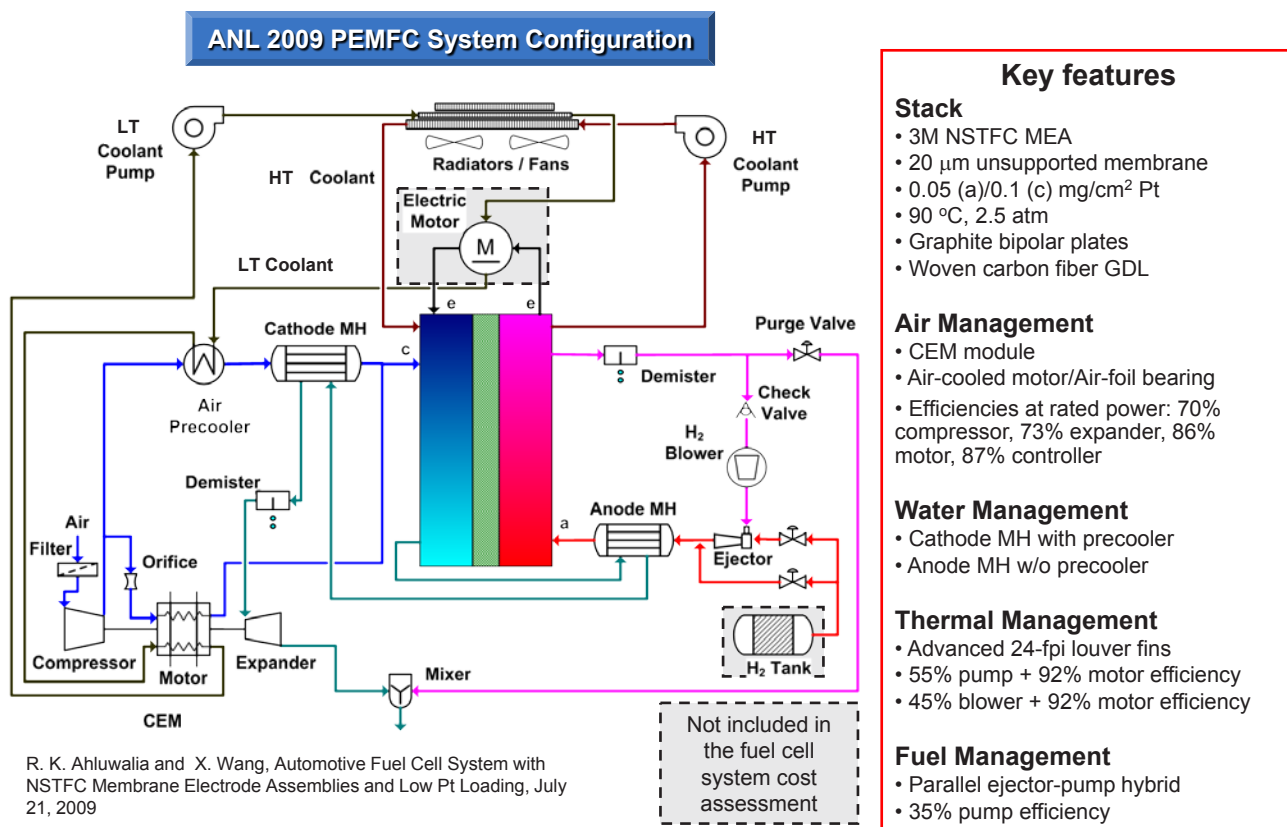 ANL 2009 PEMFC System Configuration
LT
Coolant
Pump
Radiators / Fans
HT
Coolant
Pump
HT Coolant
Electric
Motor
M
LT Coolant
e
e
Cathode MH
c
Air
Precooler
Purge Valve
Demister
Check
Valve
H2
Blower
Demister
Air
Filter
Orifice
Anode MH
a
Ejector
Compressor
Motor
Expander
H2 Tank
Mixer
CEM
Not included in
the fuel cell
system cost
assessment
R. K. Ahluwalia and X. Wang, Automotive Fuel Cell System with
NSTFC Membrane Electrode Assemblies and Low Pt Loading, July
21, 2009
Key features
Stack
• 3M NSTFC MEA
• 20 μm unsupported membrane
• 0.05 (a)/0.1 (c) mg/cm² Pt
• 90 ºC, 2.5 atm
• Graphite bipolar plates
• Woven carbon fiber GDL
Air Management
• CEM module
• Air-cooled motor/Air-foil bearing
• Efficiencies at rated power: 70%
compressor, 73% expander, 86%
motor, 87% controller
Water Management
• Cathode MH with precooler
• Anode MH w/o precooler
Thermal Management
• Advanced 24-fpi louver fins
• 55% pump + 92% motor efficiency
• 45% blower + 92% motor efficiency
Fuel Management
• Parallel ejector-pump hybrid
• 35% pump efficiency